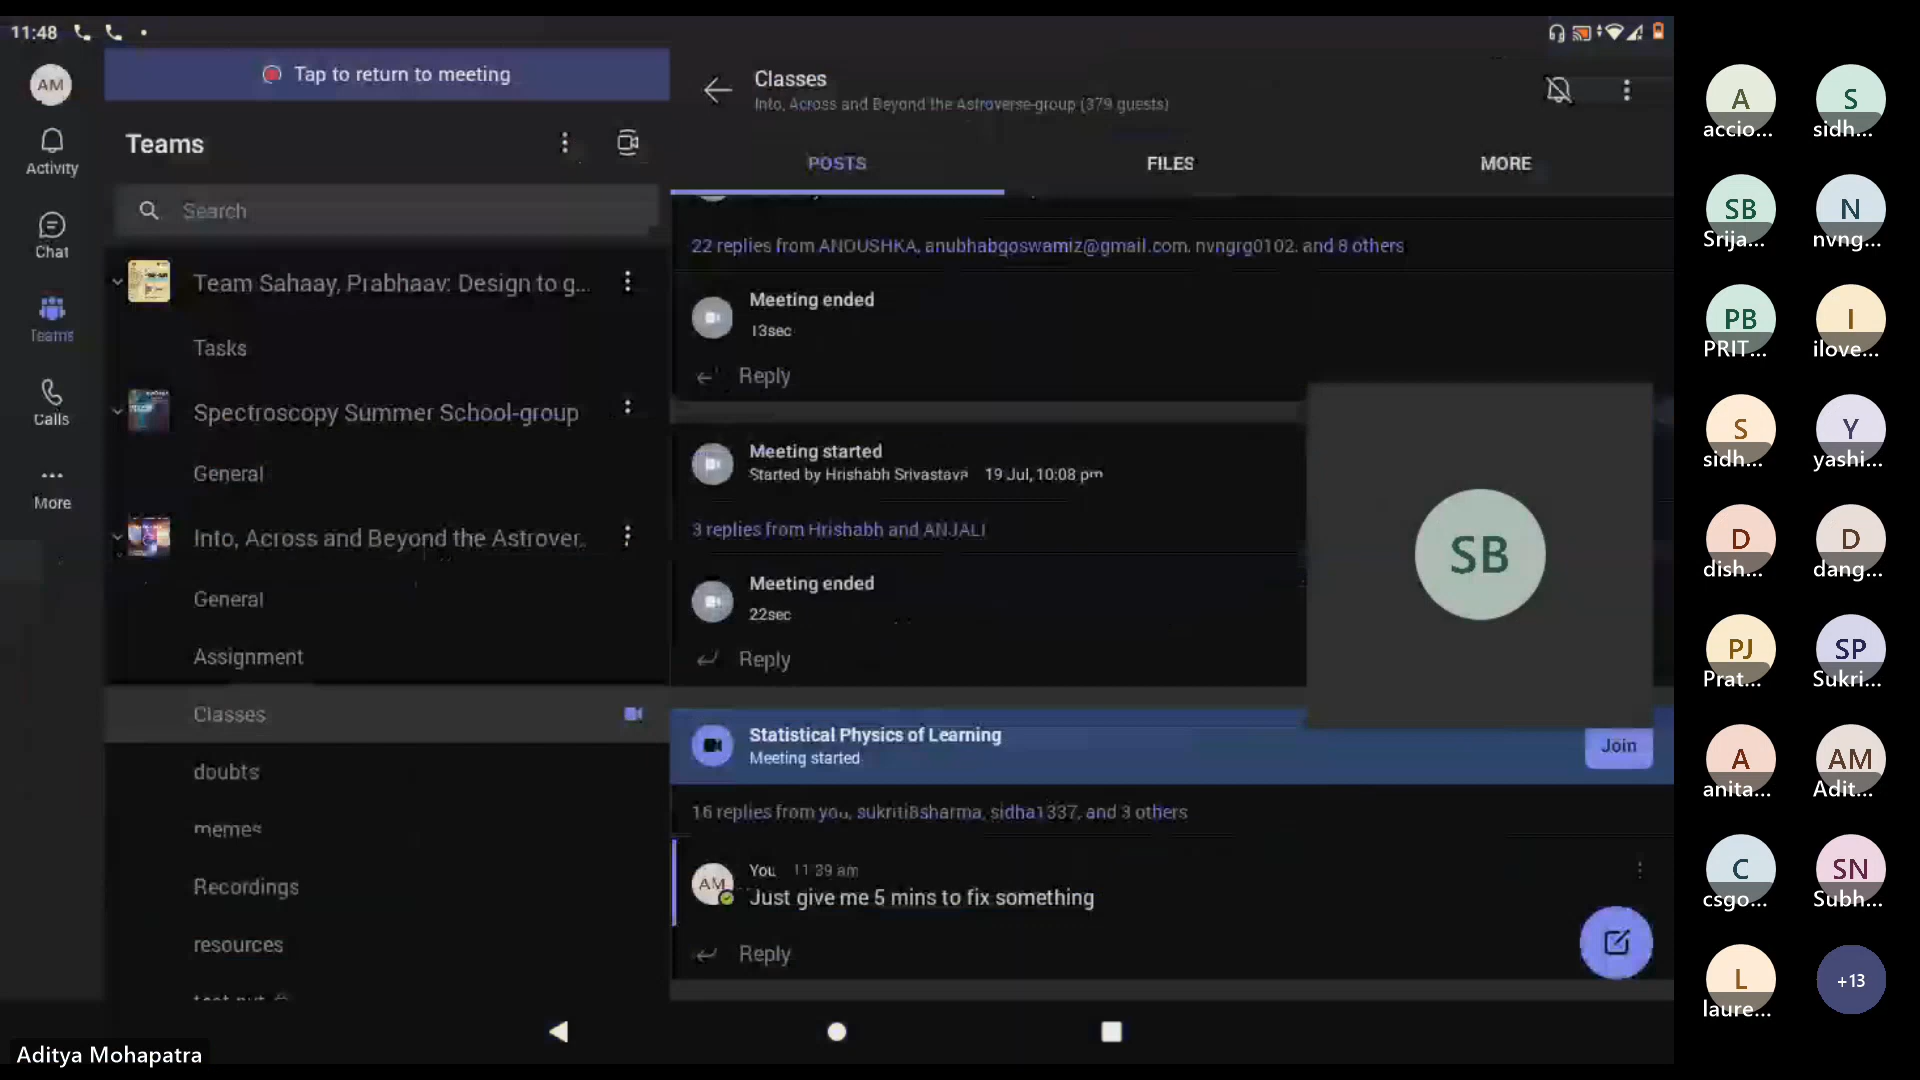 11:48
AM
Activity
Chat
Teams
Calls
More
Tap to return to meeting
Teams
Search
Team Sahaay, Prabhaav: Design to g...
Tasks
Spectroscopy Summer School-group
General
Into, Across and Beyond the Astrover.
General
Assignment
Classes
doubts
memes
Recordings
resources
Classes
Into, Across and Beyond the Astroverse-group (379 guests)
POSTS
FILES
MORE
22 replies from ANOUSHKA, anubhabgoswamiz@gmail.com, nvngrg0102, and 8 others
Meeting ended
13sec
Reply
Meeting started
Started by Hrishabh Srivastava 19 Jul, 10:08 pm
3 replies from Hrishabh and ANJALI
Meeting ended
22sec
Reply
SB
Statistical Physics of Learning
Meeting started
Join
16 replies from you, sukriti8sharma, sidha1337, and 3 others
AM
You 11:39 am
Just give me 5 mins to fix something
Reply
Aditya Mohapatra
A
accio...
S
sidh...
SB
Srija...
N
nvng...
PB
PRIT...
I
ilove...
S
sidh...
Y
yashi...
D
dish...
D
dang...
PJ
Prat...
SP
Sukri...
A
anita...
AM
Adit...
C
csgo...
SN
Subh...
L
laure...
+13